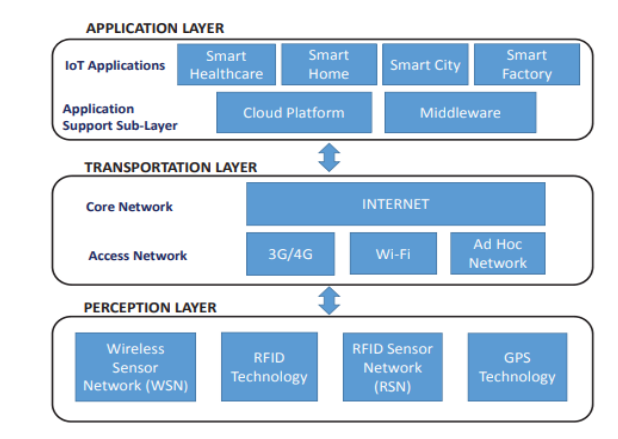 APPLICATION LAYER
IoT Applications
Smart
Healthcare
Smart
Home
Smart City
Smart
Factory
Application
Support Sub-Layer
Cloud Platform
Middleware
TRANSPORTATION LAYER
Core Network
INTERNET
Access Network
3G/4G
Wi-Fi
Ad Hoc
Network
PERCEPTION LAYER
Wireless
Sensor
Network (WSN)
RFID
Technology
RFID Sensor
Network
(RSN)
GPS
Technology